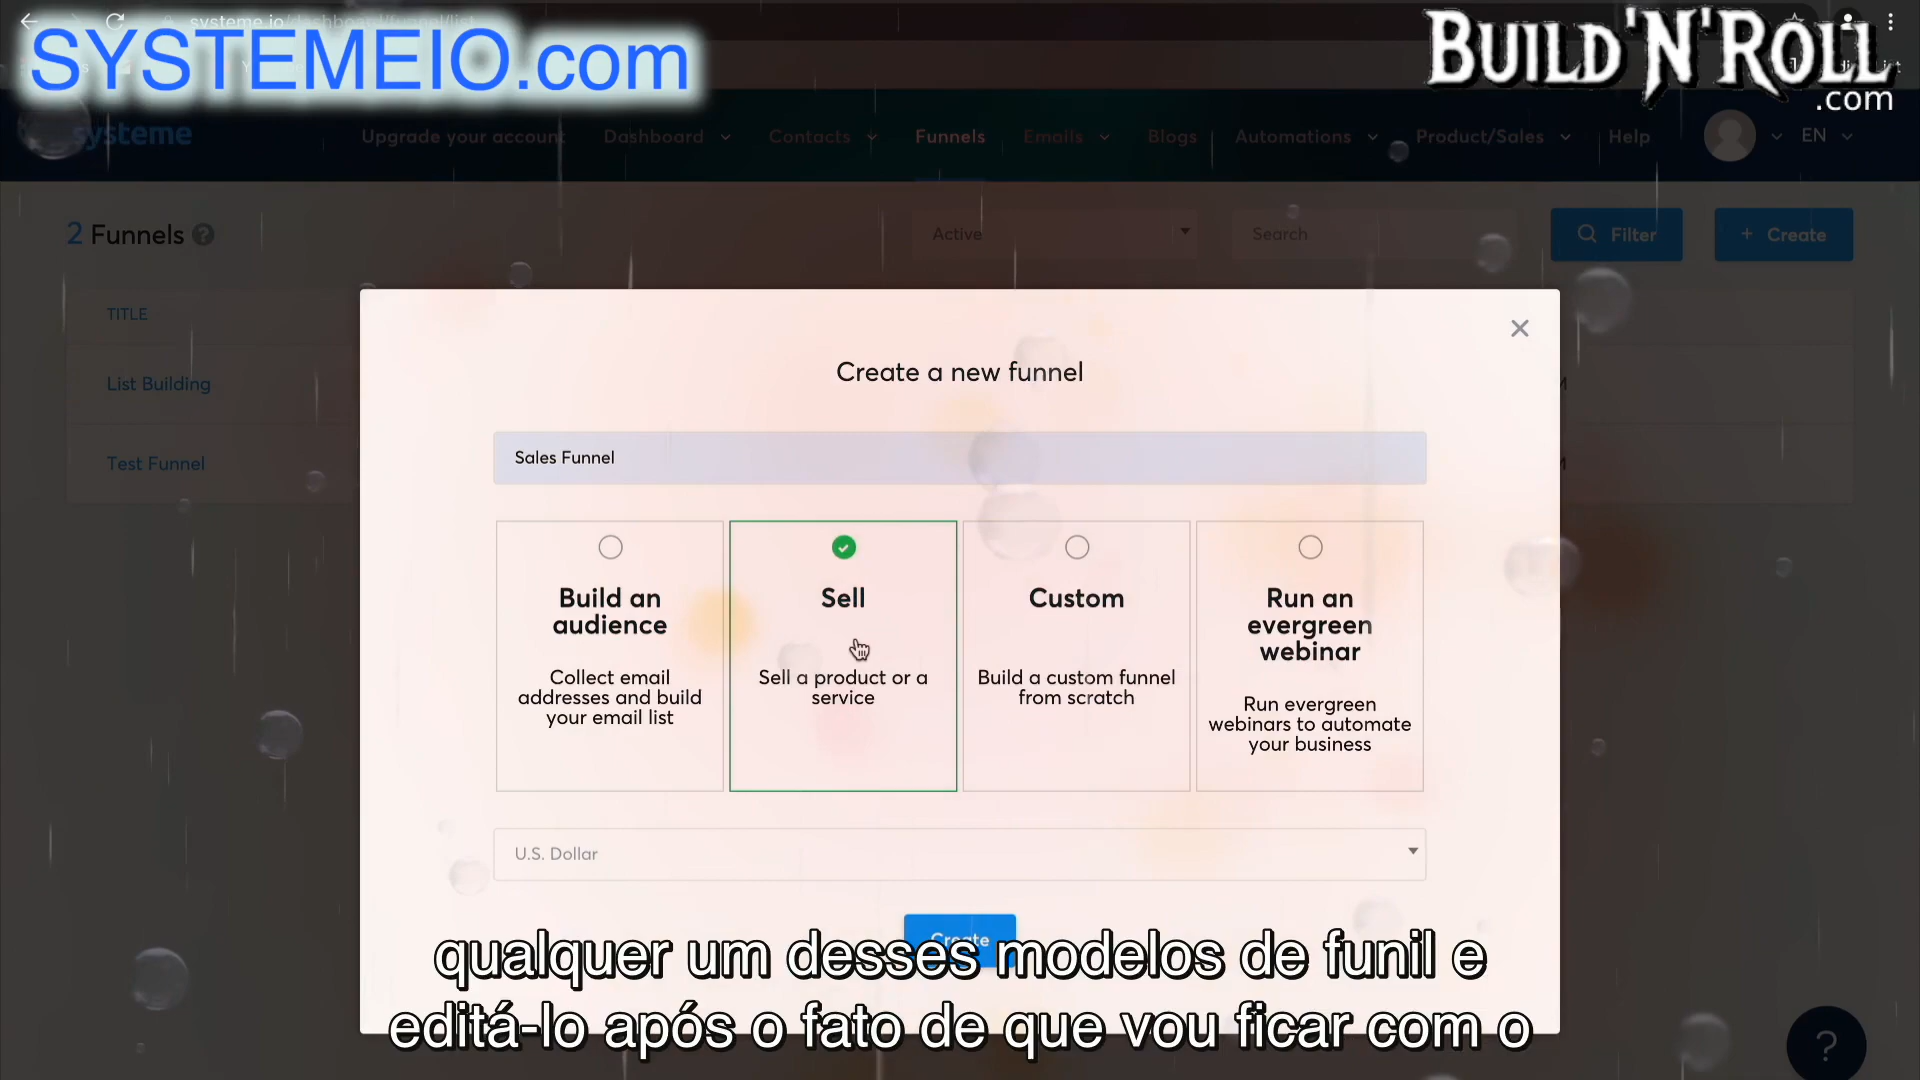 SYSTEMEIO.com
BUILD'N'ROLL
.com
systeme
Upgrade your account
Dashboard
Contacts
Funnels
Emails
Blogs
Automations
Product/Sales
Help
EN
2 Funnels ?
Active
Search
Filter
+ Create
TITLE
List Building
Test Funnel
Create a new funnel
Sales Funnel
Build an
audience
Collect email
addresses and build
your email list
Sell
Sell a product or a
service
Custom
Build a custom funnel
from scratch
Run an
evergreen
webinar
Run evergreen
webinars to automate
your business
U.S. Dollar
Create
qualquer um desses modelos de funil e
editá-lo após o fato de que vou ficar com o
?